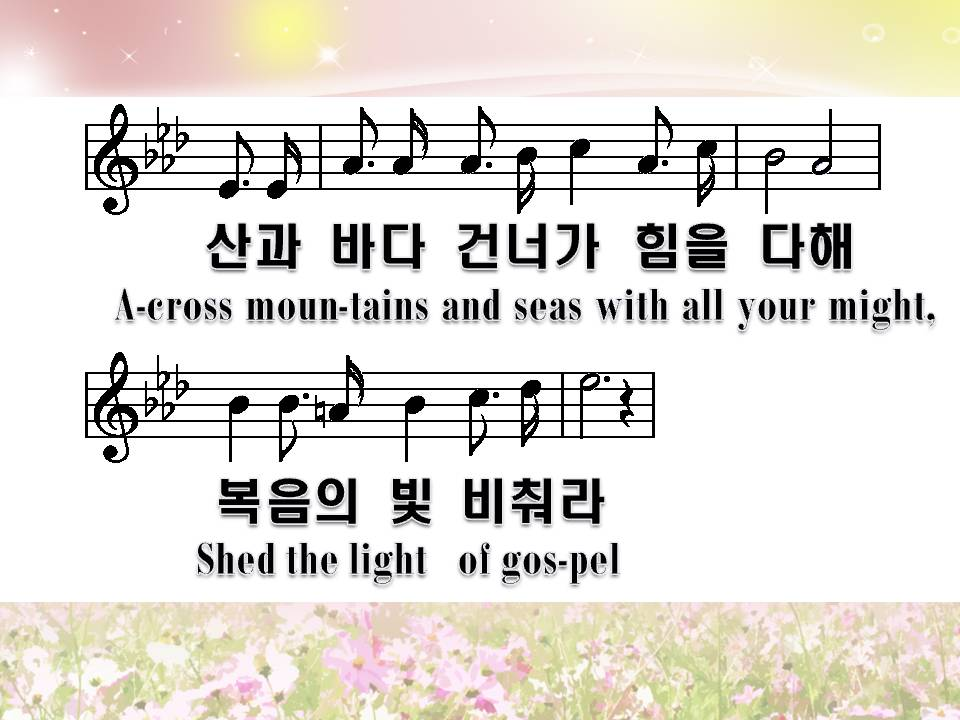 산과 바다 건너가 힘을 다해
A-cross moun-tains and seas with all your might,
복음의 빛 비춰라
Shed the light of gos-pel